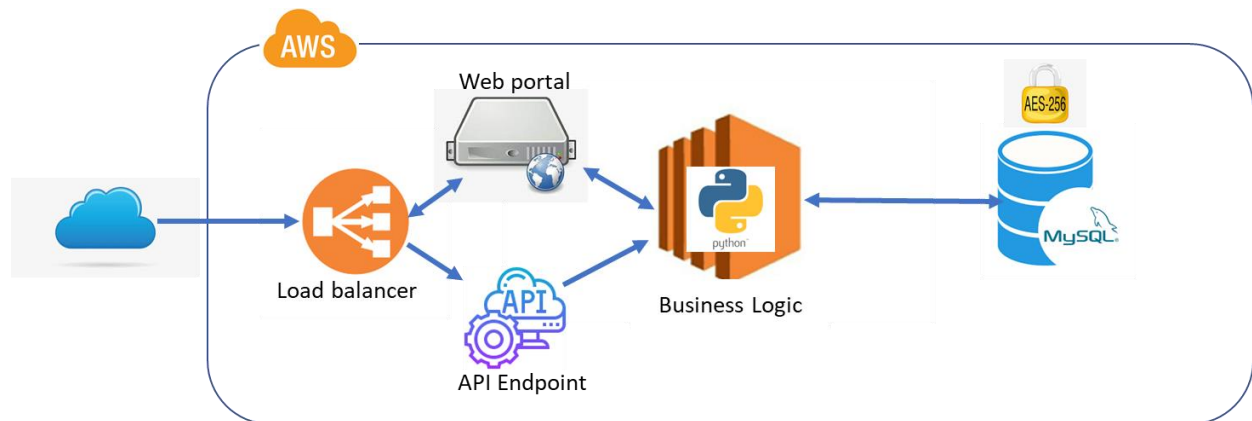 AWS
Web portal
AES-256
python
MySQL®
Load balancer
API
Business Logic
API Endpoint